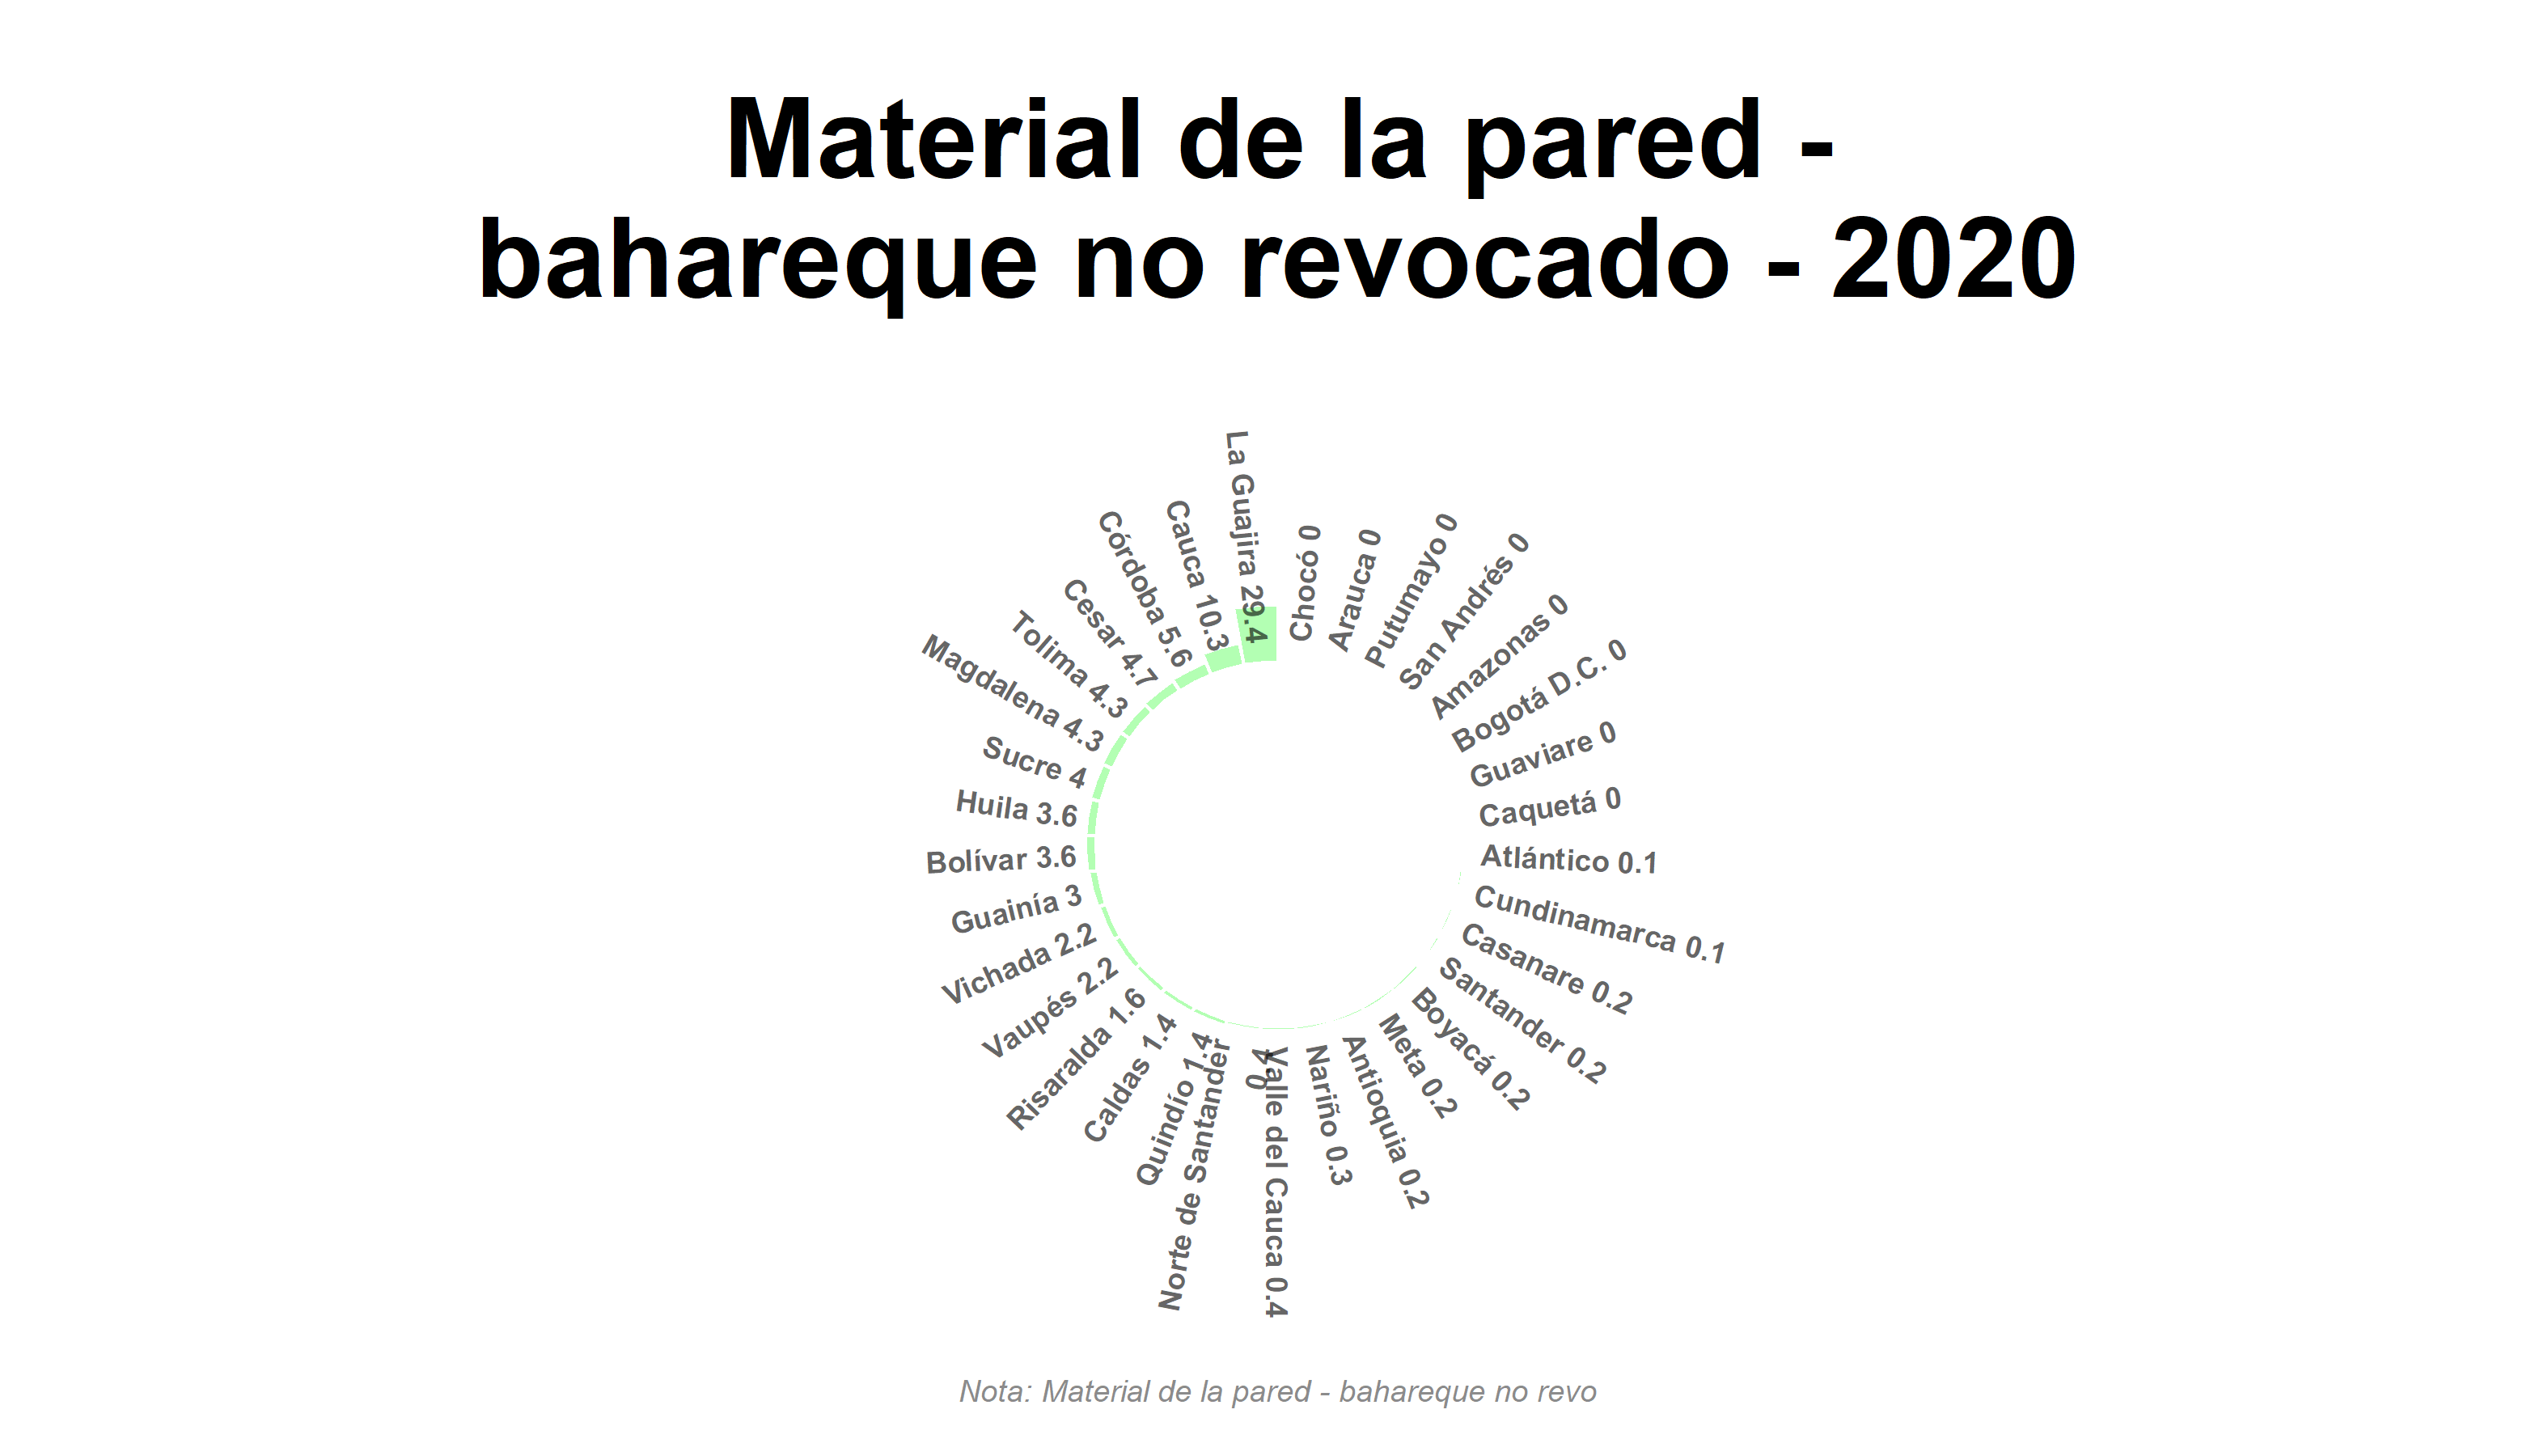 Material de la pared -
bahareque no revocado - 2020
Chocó 0
Arauca 0
Putumayo 0
San Andrés 0
Amazonas 0
Bogotá D.C. 0
Guaviare 0
Caquetá 0
Atlántico 0.1
Cundinamarca 0.1
Casanare 0.2
Santander 0.2
Boyacá 0.2
Meta 0.2
Antioquia 0.2
Nariño 0.3
Valle del Cauca 0.4
Norte de Santander
0.4
Quindío 1.4
Caldas 1.4
Risaralda 1.6
Vaupés 2.2
Vichada 2.2
Guainía 3
Bolívar 3.6
Huila 3.6
Sucre 4
Magdalena 4.3
Tolima 4.3
Cesar 4.7
Córdoba 5.6
Cauca 10.3
La Guajira 29.4
Nota: Material de la pared - bahareque no revo